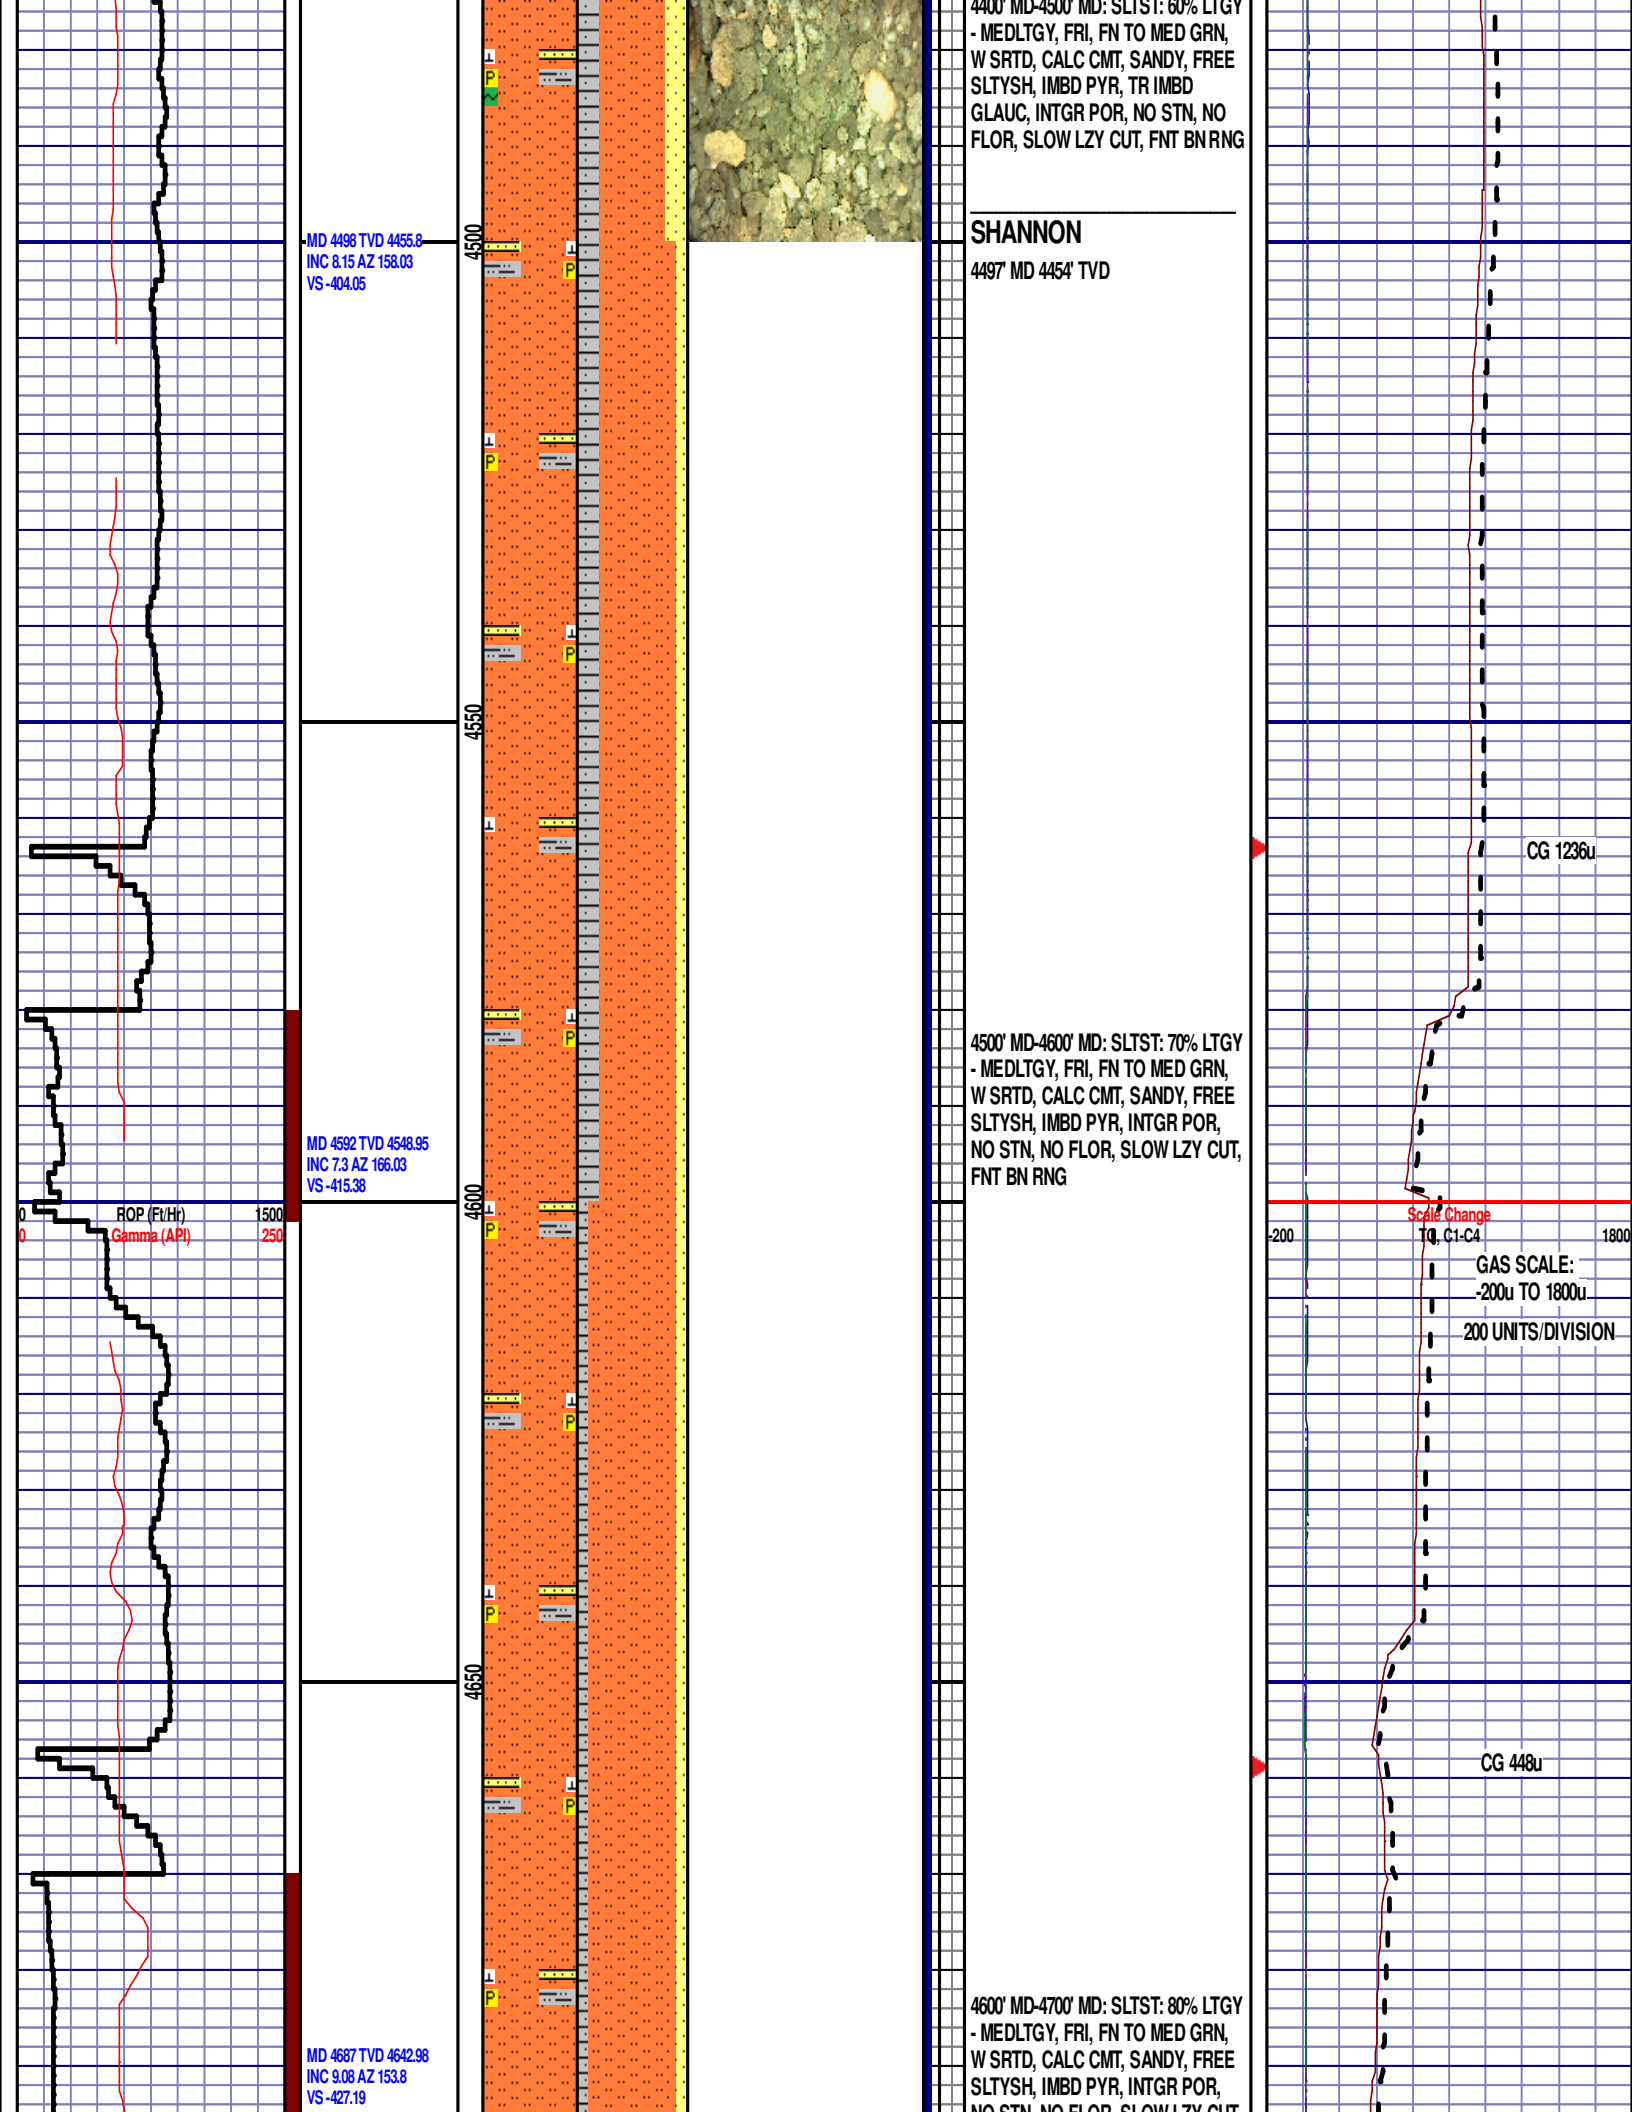 4400' MD-4500' MD: SLTST: 60% LTGY
- MEDLTGY, FRI, FN TO MED GRN,
W SRTD, CALC CMT, SANDY, FREE
SLTYSH, IMBD PYR, TR IMBD
GLAUC, INTGR POR, NO STN, NO
FLOR, SLOW LZY CUT, FNT BN RNG
P
SHANNON
4497' MD 4454' TVD
MD 4498 TVD 4455.8
INC 8.15 AZ 158.03
VS -404.05
4500
P
P
P
4550
CG 1236u
P
4500' MD-4600' MD: SLTST: 70% LTGY
- MEDLTGY, FRI, FN TO MED GRN,
W SRTD, CALC CMT, SANDY, FREE
SLTYSH, IMBD PYR, INTGR POR,
NO STN, NO FLOR, SLOW LZY CUT,
FNT BN RNG
MD 4592 TVD 4548.95
INC 7.3 AZ 166.03
VS -415.38
4600
0 ROP (Ft/Hr) 1500
0 Gamma (API) 250
P
Scale Change
-200 TG, C1-C4 1800
GAS SCALE:
-200u TO 1800u
200 UNITS/DIVISION
P
P
4650
CG 448u
P
P
4600' MD-4700' MD: SLTST: 80% LTGY
- MEDLTGY, FRI, FN TO MED GRN,
W SRTD, CALC CMT, SANDY, FREE
SLTYSH, IMBD PYR, INTGR POR,
NO STN, NO FLOR, SLOW LZY CUT
MD 4687 TVD 4642.98
INC 9.08 AZ 153.8
VS -427.19